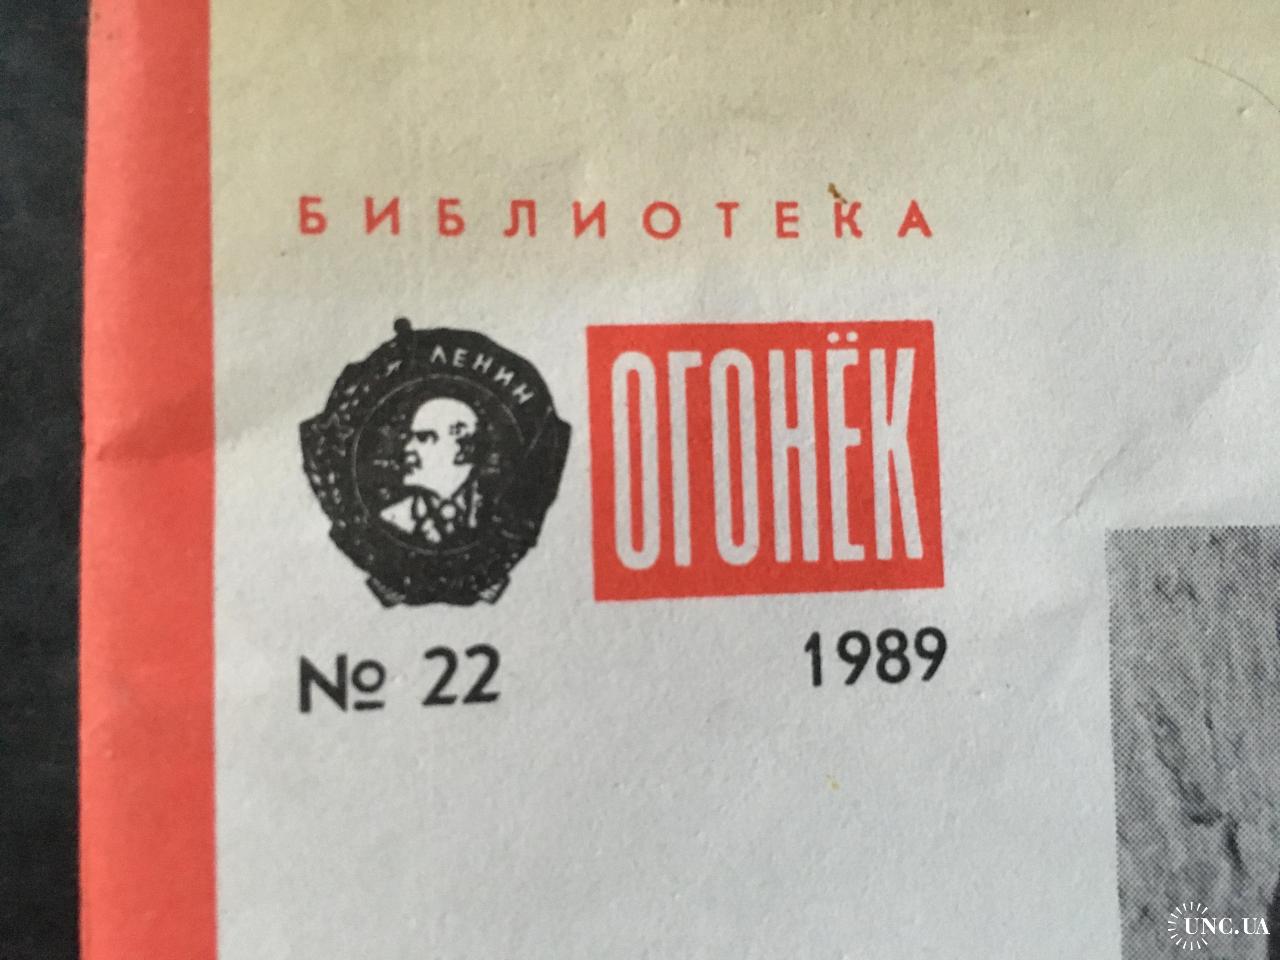 БИБЛИОТЕКА
ЛЕНИН
ОГОНЁК
№ 22
1989
UNC.UA